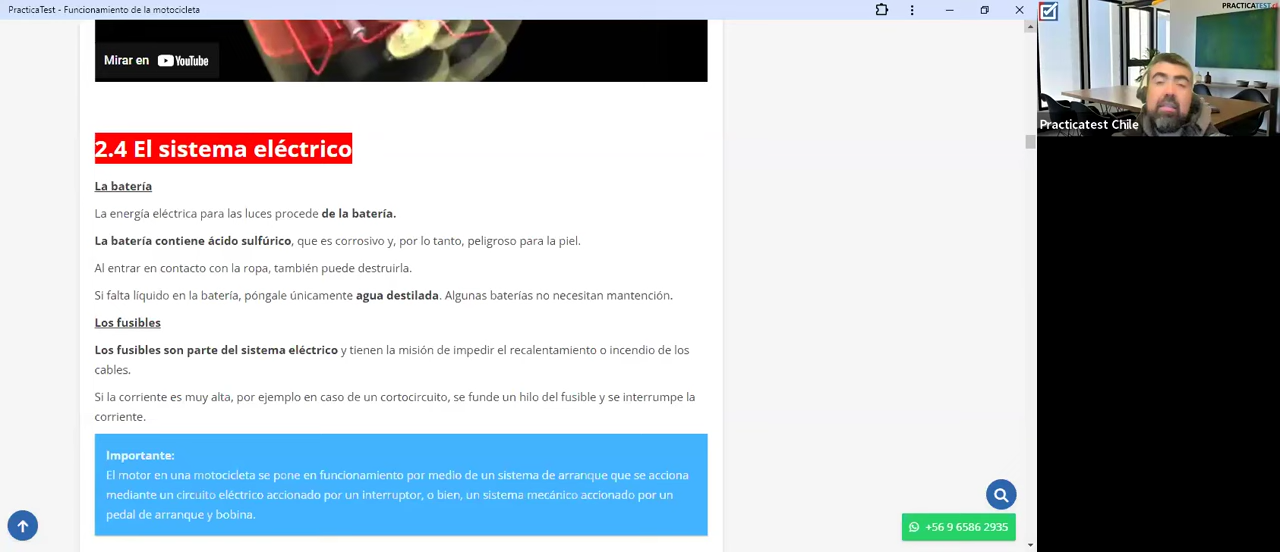 PracticaTest - Funcionamiento de la motocicleta
PRACTICATEST
Mirar en YouTube
Practicatest Chile
2.4 El sistema eléctrico
La batería
La energía eléctrica para las luces procede de la batería.
La batería contiene ácido sulfúrico, que es corrosivo y, por lo tanto, peligroso para la piel.
Al entrar en contacto con la ropa, también puede destruirla.
Si falta líquido en la batería, póngale únicamente agua destilada. Algunas baterías no necesitan mantención.
Los fusibles
Los fusibles son parte del sistema eléctrico y tienen la misión de impedir el recalentamiento o incendio de los
cables.
Si la corriente es muy alta, por ejemplo en caso de un cortocircuito, se funde un hilo del fusible y se interrumpe la
corriente.
Importante:
El motor en una motocicleta se pone en funcionamiento por medio de un sistema de arranque que se acciona
mediante un circuito eléctrico accionado por un interruptor, o bien, un sistema mecánico accionado por un
pedal de arranque y bobina.
+56 9 6586 2935